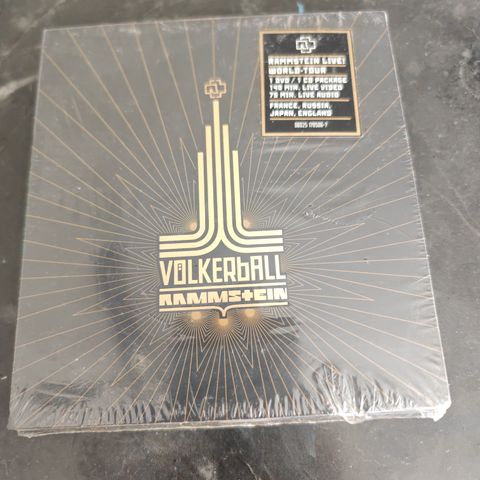 RAMMSTEIN LIVE!
WORLD-TOUR
1 DVD / 1 CD PACKAGE
140 MIN. LIVE VIDEO
75 MIN. LIVE AUDIO
FRANCE, RUSSIA,
JAPAN, ENGLAND
VÖLKERbALL
RAMMStEIN